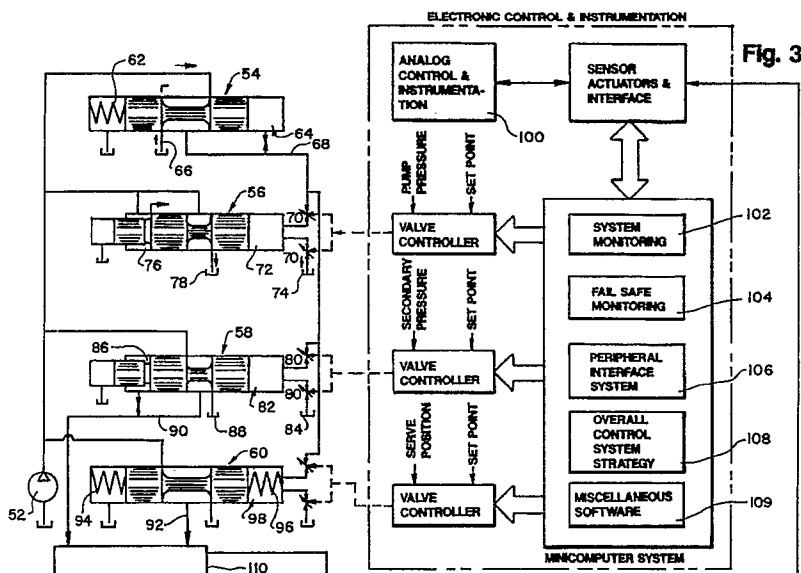 ELECTRONIC CONTROL & INSTRUMENTATION
Fig. 3
62
54
64
66
68
ANALOG
CONTROL &
INSTRUMENTA-
TION
100
SENSOR
ACTUATORS &
INTERFACE
PUMP
PRESSURE
SET POINT
56
70
70
76
72
78
74
VALVE
CONTROLLER
SYSTEM
MONITORING
102
FAIL SAFE
MONITORING
104
SECONDARY
PRESSURE
SET POINT
58
86
80
80
82
90
88
84
VALVE
CONTROLLER
PERIPHERAL
INTERFACE
SYSTEM
106
OVERALL
CONTROL
SYSTEM
STRATEGY
108
SERVE
POSITION
SET POINT
60
52
94
92
98
96
VALVE
CONTROLLER
MISCELLANEOUS
SOFTWARE
109
MINICOMPUTER SYSTEM
110